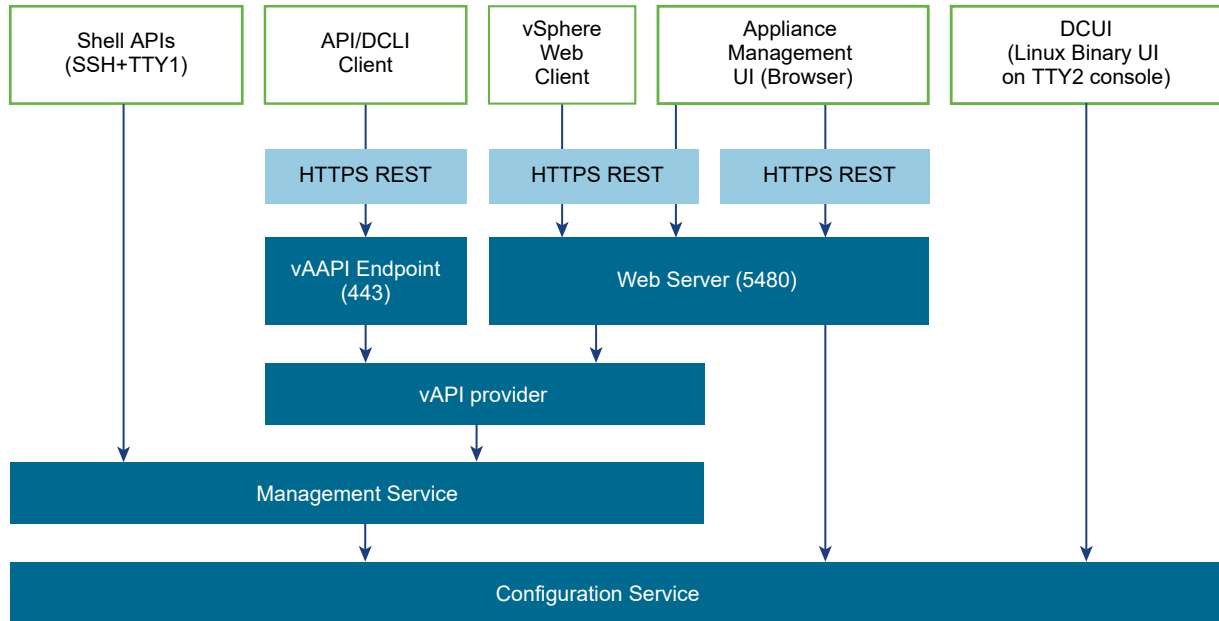 Shell APIs
(SSH+TTY1)
API/DCLI
Client
vSphere
Web
Client
Appliance
Management
UI (Browser)
DCUI
(Linux Binary UI
on TTY2 console)
HTTPS REST
HTTPS REST
HTTPS REST
vAAPI Endpoint
(443)
Web Server (5480)
vAPI provider
Management Service
Configuration Service